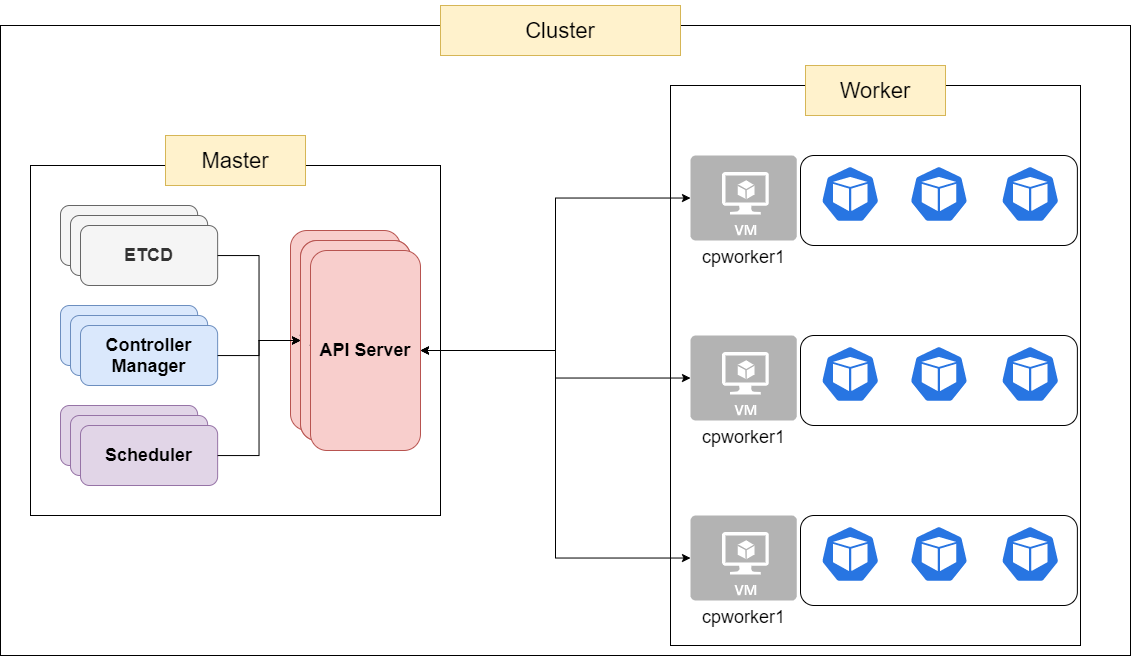 Cluster
Worker
Master
ETCD
Controller
Manager
Scheduler
API Server
VM
cpworker1
VM
cpworker1
VM
cpworker1